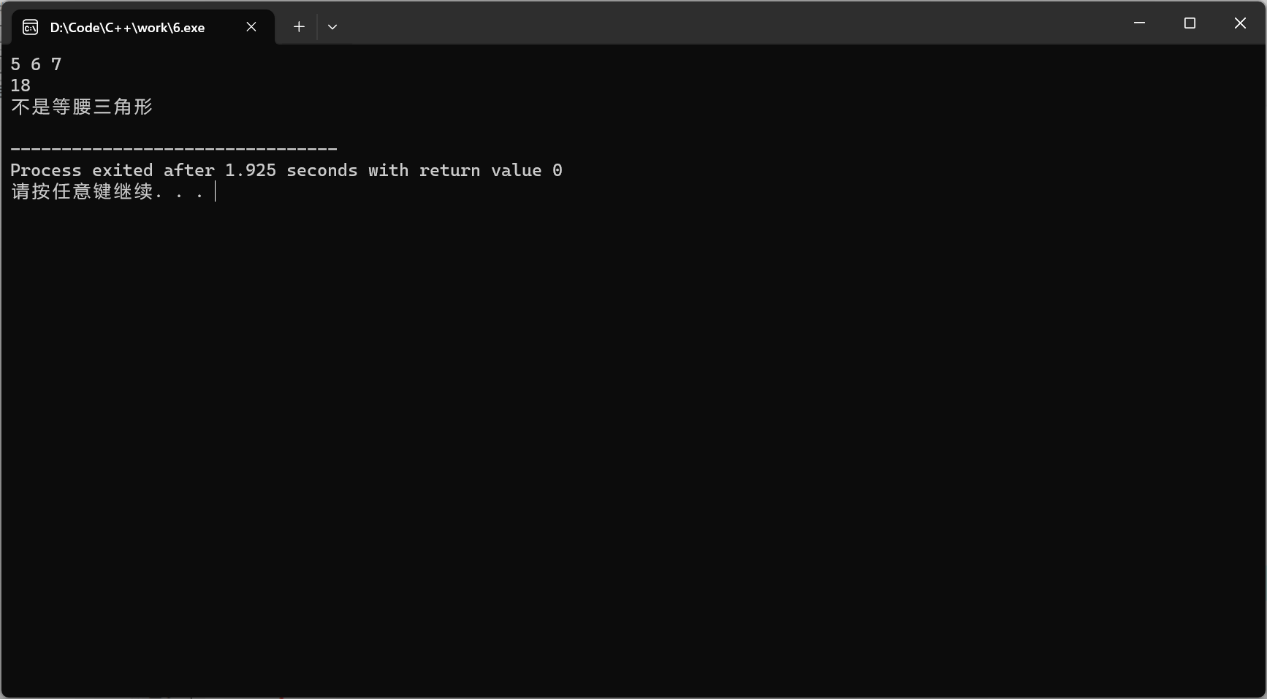 D:\Code\C++\work\6.exe
5 6 7
18
不是等腰三角形
--------------------------------
Process exited after 1.925 seconds with return value 0
请按任意键继续. . .